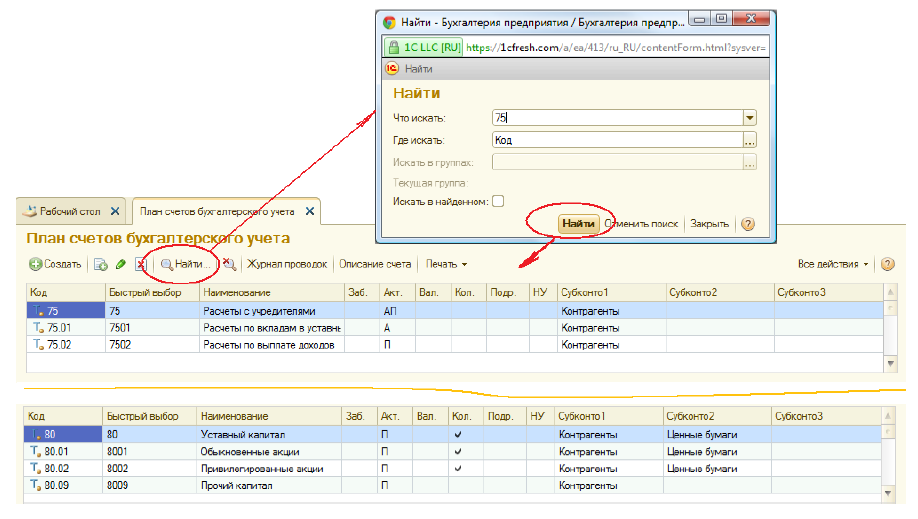 Найти - Бухгалтерия предприятия / Бухгалтерия предпр...
1C LLC [RU] https://1cfresh.com/a/ea/413/ru_RU/contentForm.html?sysver=
Найти
Найти
Что искать: 75
Где искать: Код ...
Искать в группах: ...
Текущая группа:
Искать в найденном:
Найти Отменить поиск Закрыть ?
Рабочий стол X План счетов бухгалтерского учета X
План счетов бухгалтерского учета
Создать Найти... Журнал проводок Описание счета Печать Все действия ?
Код Быстрый выбор Наименование Заб. Акт. Вал. Кол. Подр. НУ Субконто1 Субконто2 Субконто3
75 75 Расчеты с учредителями АП Контрагенты
75.01 7501 Расчеты по вкладам в уставны А Контрагенты
75.02 7502 Расчеты по выплате доходов П Контрагенты
Код Быстрый выбор Наименование Заб. Акт. Вал. Кол. Подр. НУ Субконто1 Субконто2 Субконто3
80 80 Уставный капитал П ✓ Контрагенты Ценные бумаги
80.01 8001 Обыкновенные акции П ✓ Контрагенты Ценные бумаги
80.02 8002 Привилегированные акции П ✓ Контрагенты Ценные бумаги
80.09 8009 Прочий капитал П Контрагенты